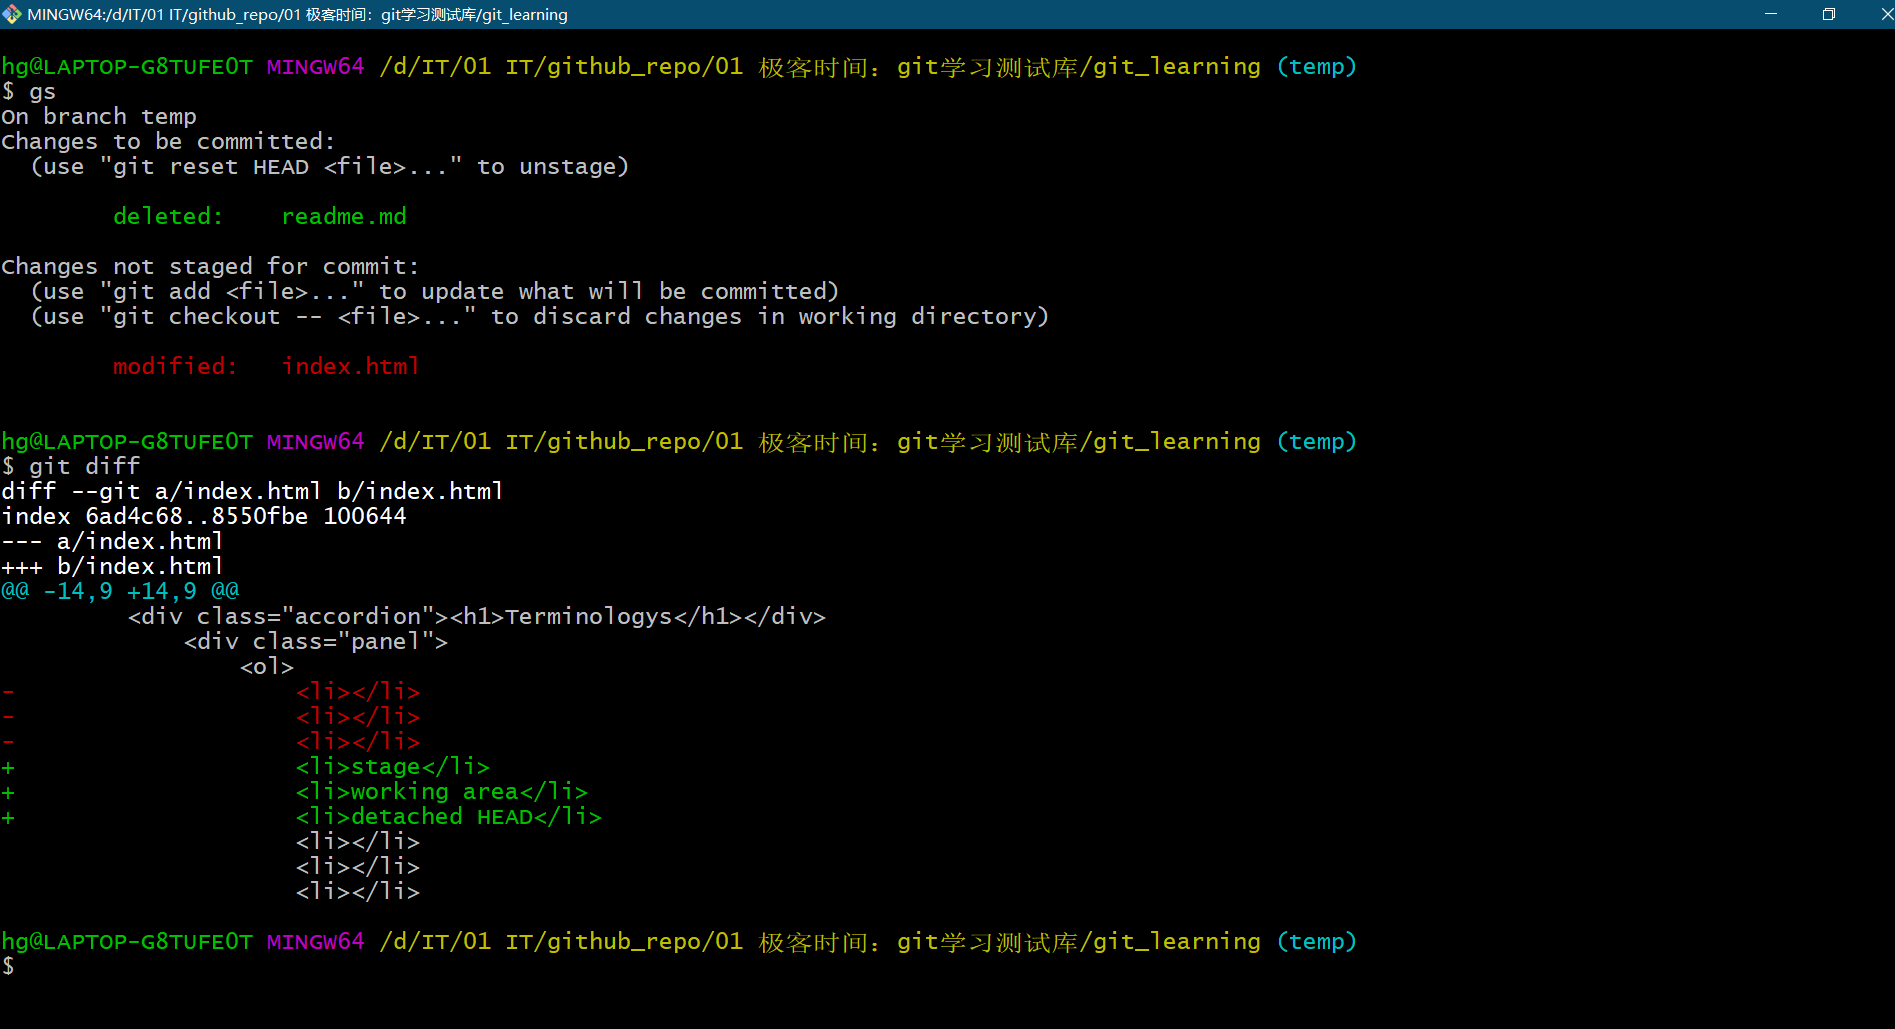 MINGW64:/d/IT/01 IT/github_repo/01 极客时间：git学习测试库/git_learning
hg@LAPTOP-G8TUFE0T MINGW64 /d/IT/01 IT/github_repo/01 极客时间：git学习测试库/git_learning (temp)
$ gs
On branch temp
Changes to be committed:
  (use "git reset HEAD <file>..." to unstage)
        deleted:    readme.md
Changes not staged for commit:
  (use "git add <file>..." to update what will be committed)
  (use "git checkout -- <file>..." to discard changes in working directory)
        modified:   index.html
hg@LAPTOP-G8TUFE0T MINGW64 /d/IT/01 IT/github_repo/01 极客时间：git学习测试库/git_learning (temp)
$ git diff
diff --git a/index.html b/index.html
index 6ad4c68..8550fbe 100644
--- a/index.html
+++ b/index.html
@@ -14,9 +14,9 @@
         <div class="accordion"><h1>Terminologys</h1></div>
             <div class="panel">
                 <ol>
-                    <li></li>
-                    <li></li>
-                    <li></li>
+                    <li>stage</li>
+                    <li>working area</li>
+                    <li>detached HEAD</li>
                     <li></li>
                     <li></li>
                     <li></li>
hg@LAPTOP-G8TUFE0T MINGW64 /d/IT/01 IT/github_repo/01 极客时间：git学习测试库/git_learning (temp)
$